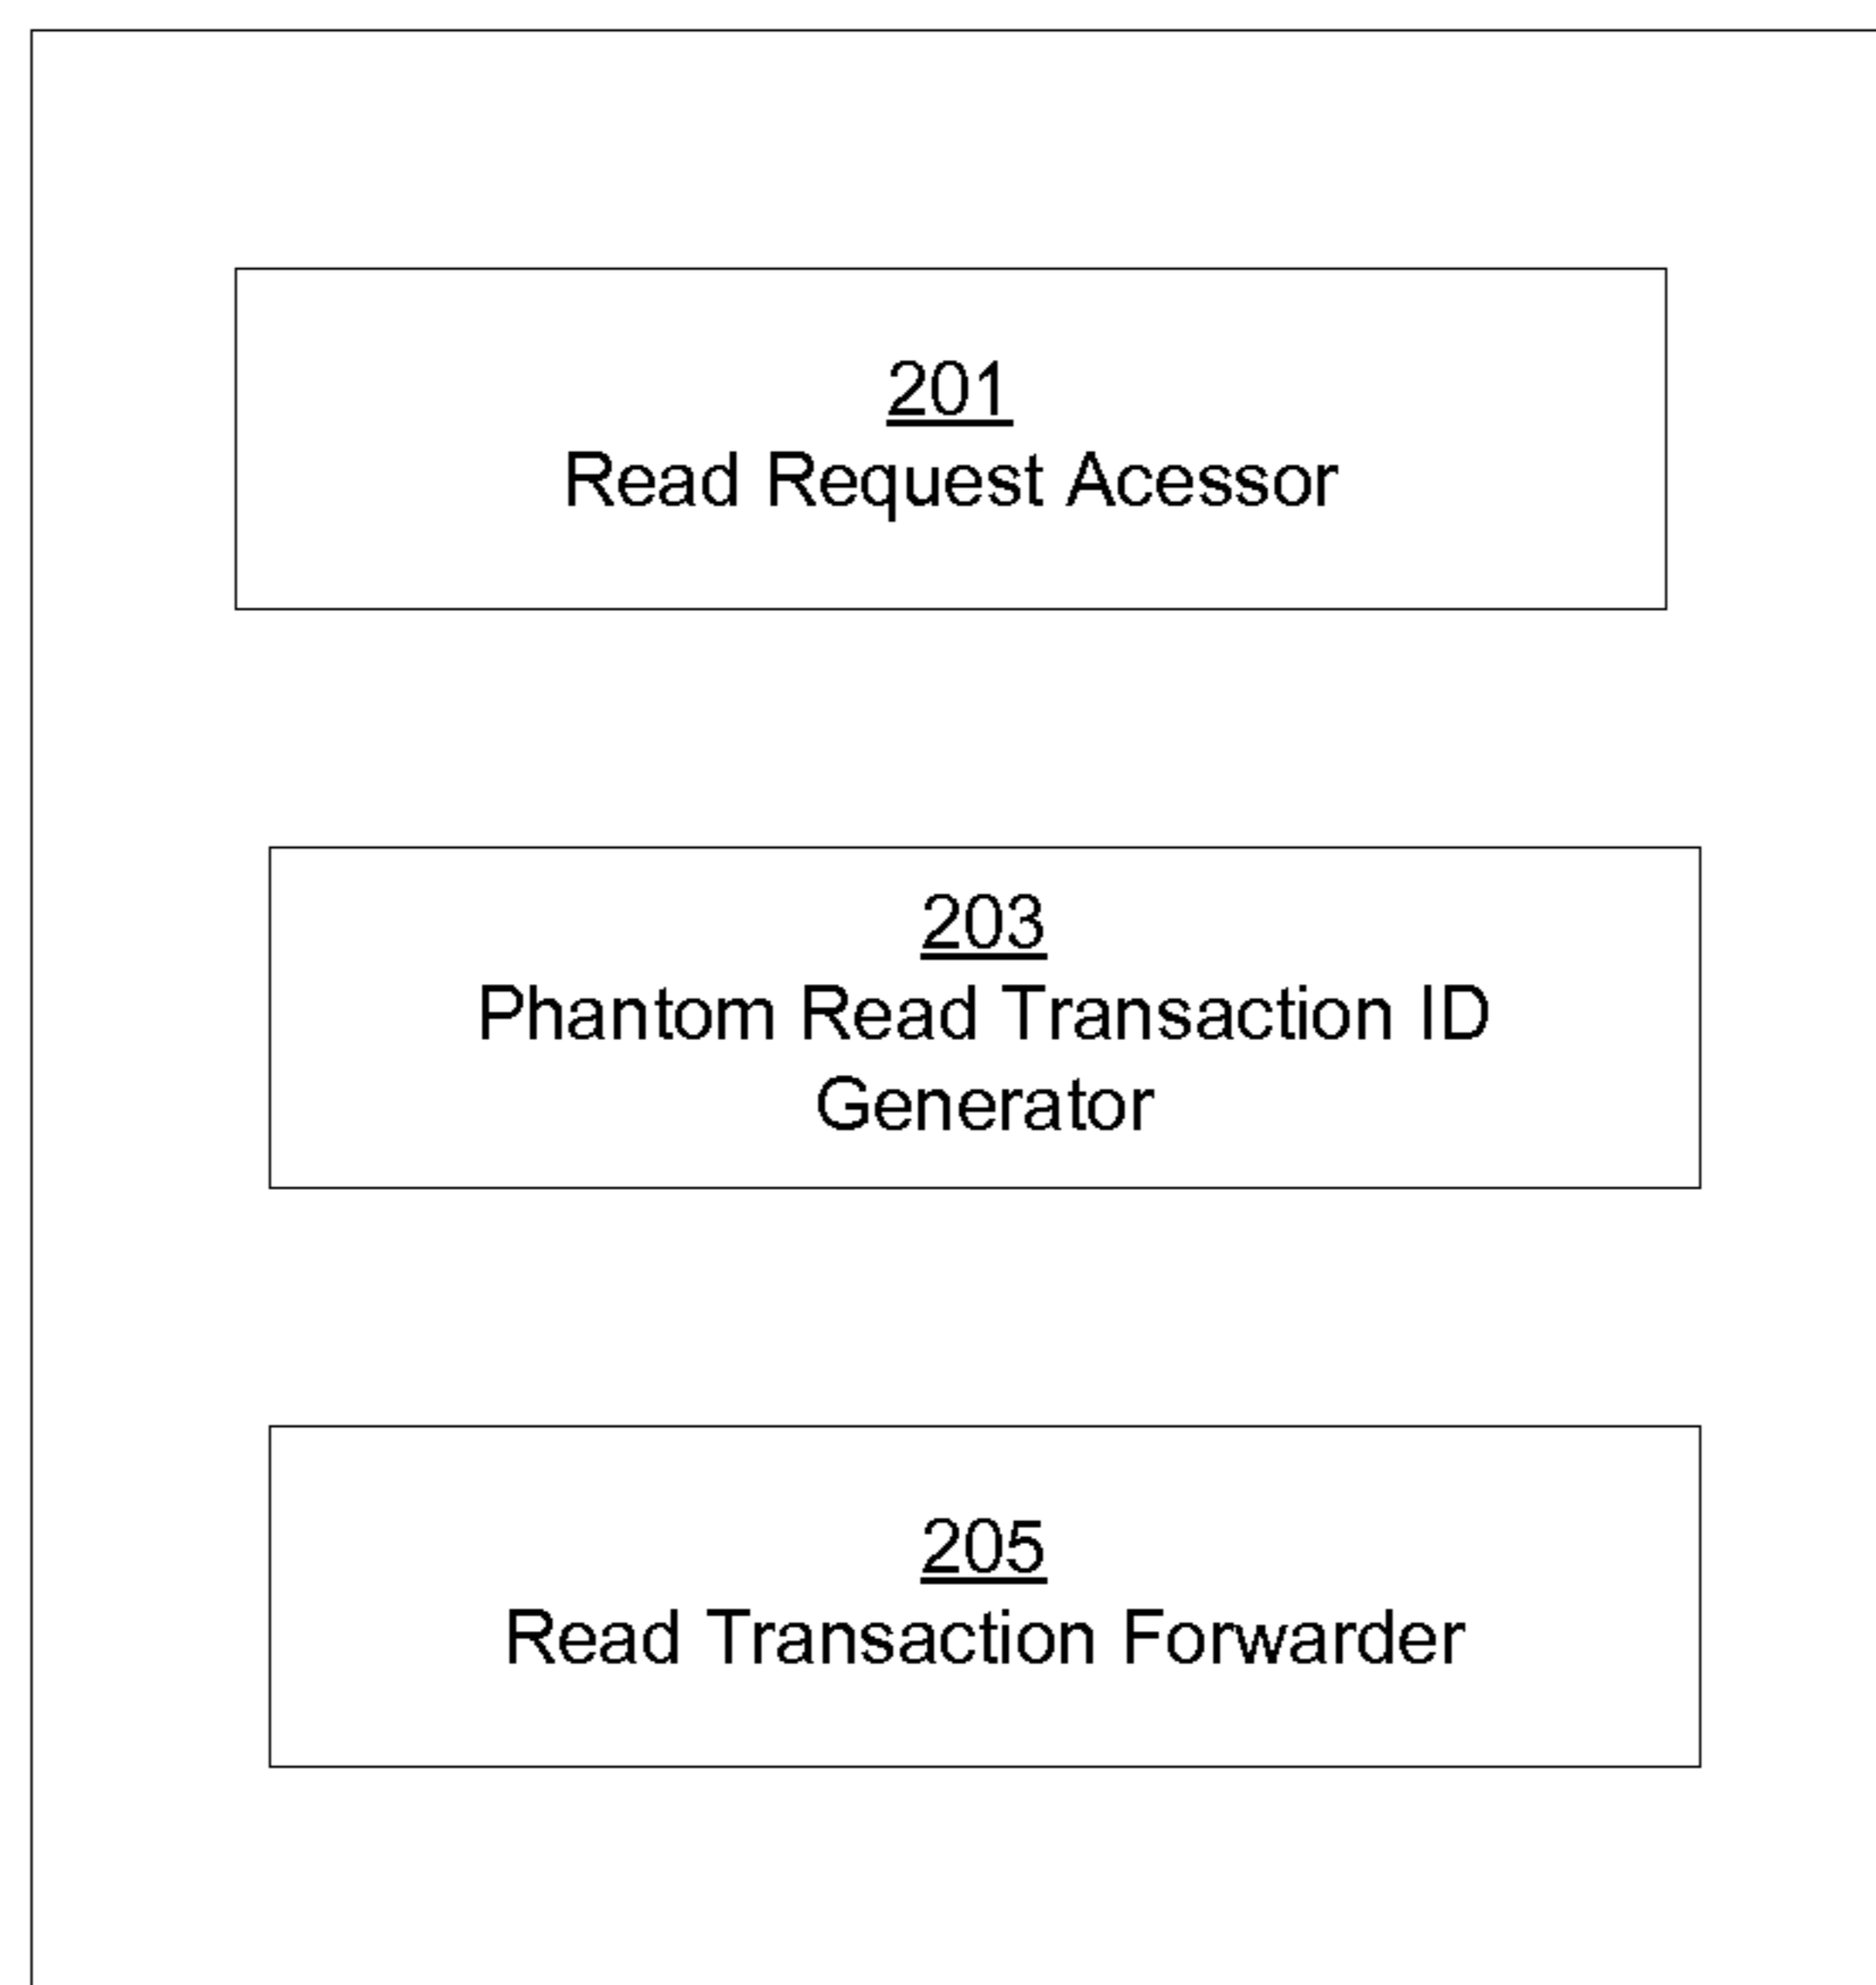 201
Read Request Acessor
203
Phantom Read Transaction ID
Generator
205
Read Transaction Forwarder